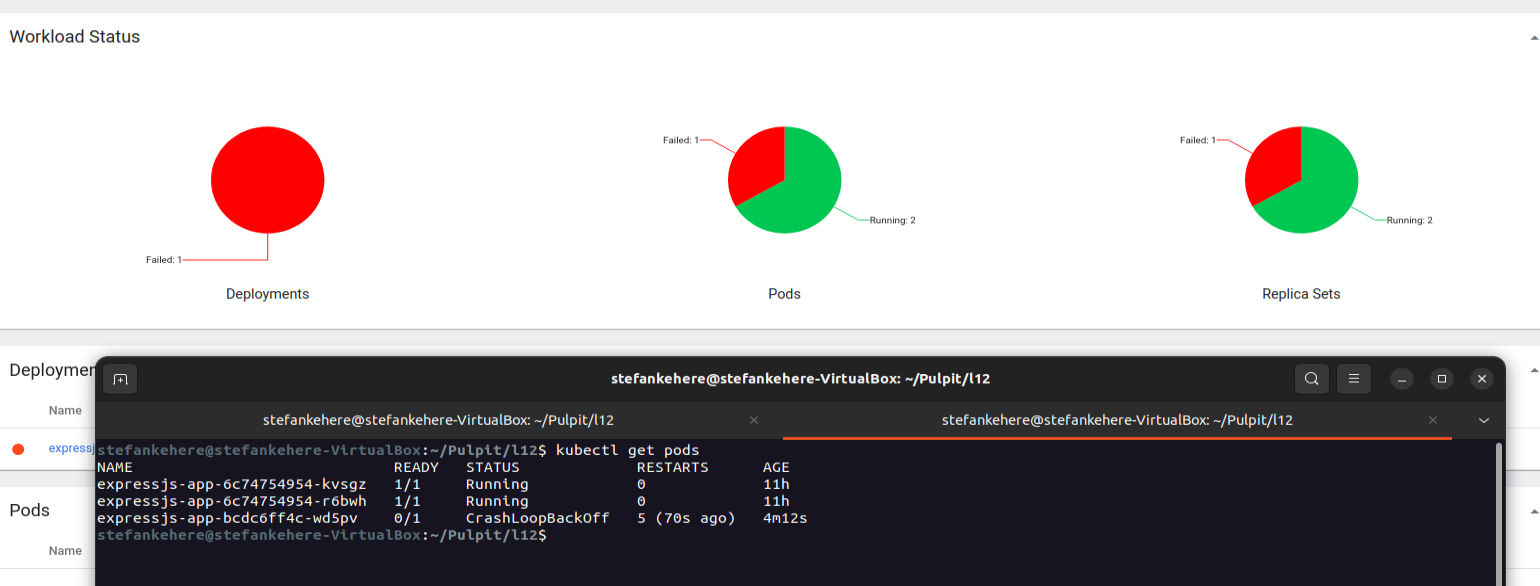 Workload Status
Failed: 1
Failed: 1
Failed: 1
Running: 2
Running: 2
Deployments
Pods
Replica Sets
Deploymen
Name
expressj
Pods
Name
stefankehere@stefankehere-VirtualBox: ~/Pulpit/l12
stefankehere@stefankehere-VirtualBox: ~/Pulpit/l12
stefankehere@stefankehere-VirtualBox: ~/Pulpit/l12
stefankehere@stefankehere-VirtualBox:~/Pulpit/l12$ kubectl get pods
NAME READY STATUS RESTARTS AGE
expressjs-app-6c74754954-kvsgz 1/1 Running 0 11h
expressjs-app-6c74754954-r6bwh 1/1 Running 0 11h
expressjs-app-bcdc6ff4c-wd5pv 0/1 CrashLoopBackOff 5 (70s ago) 4m12s
stefankehere@stefankehere-VirtualBox:~/Pulpit/l12$